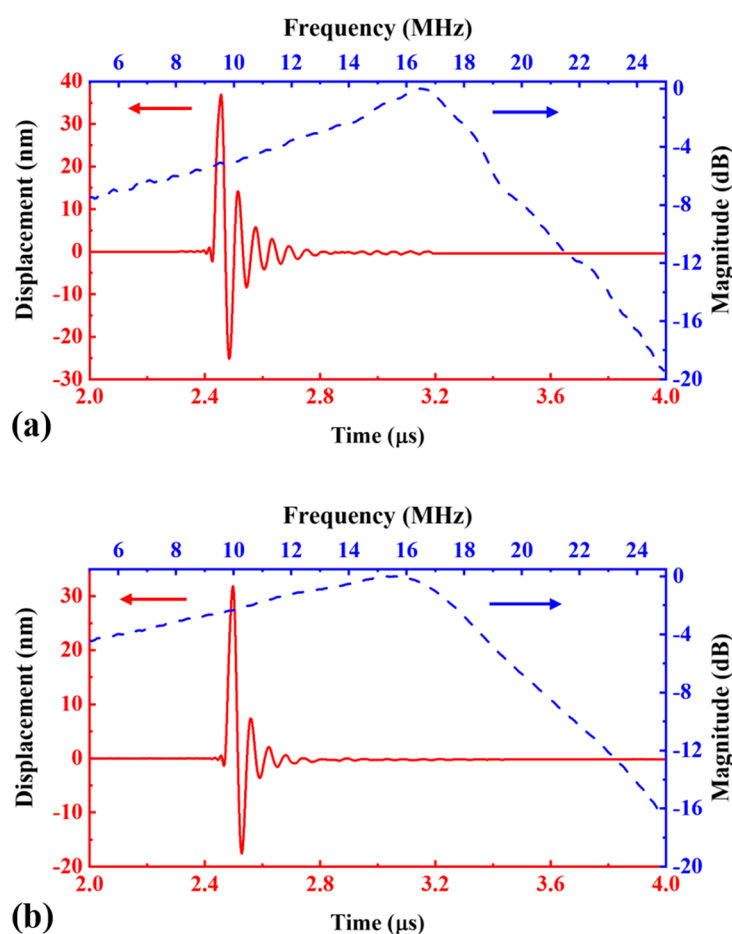 Frequency (MHz)
6 8 10 12 14 16 18 20 22 24
40
30
20
10
0
-10
-20
-30
Displacement (nm)
0
-4
-8
-12
-16
-20
Magnitude (dB)
2.0 2.4 2.8 3.2 3.6 4.0
Time (μs)
(a)
Frequency (MHz)
6 8 10 12 14 16 18 20 22 24
30
20
10
0
-10
-20
Displacement (nm)
0
-4
-8
-12
-16
-20
Magnitude (dB)
2.0 2.4 2.8 3.2 3.6 4.0
Time (μs)
(b)